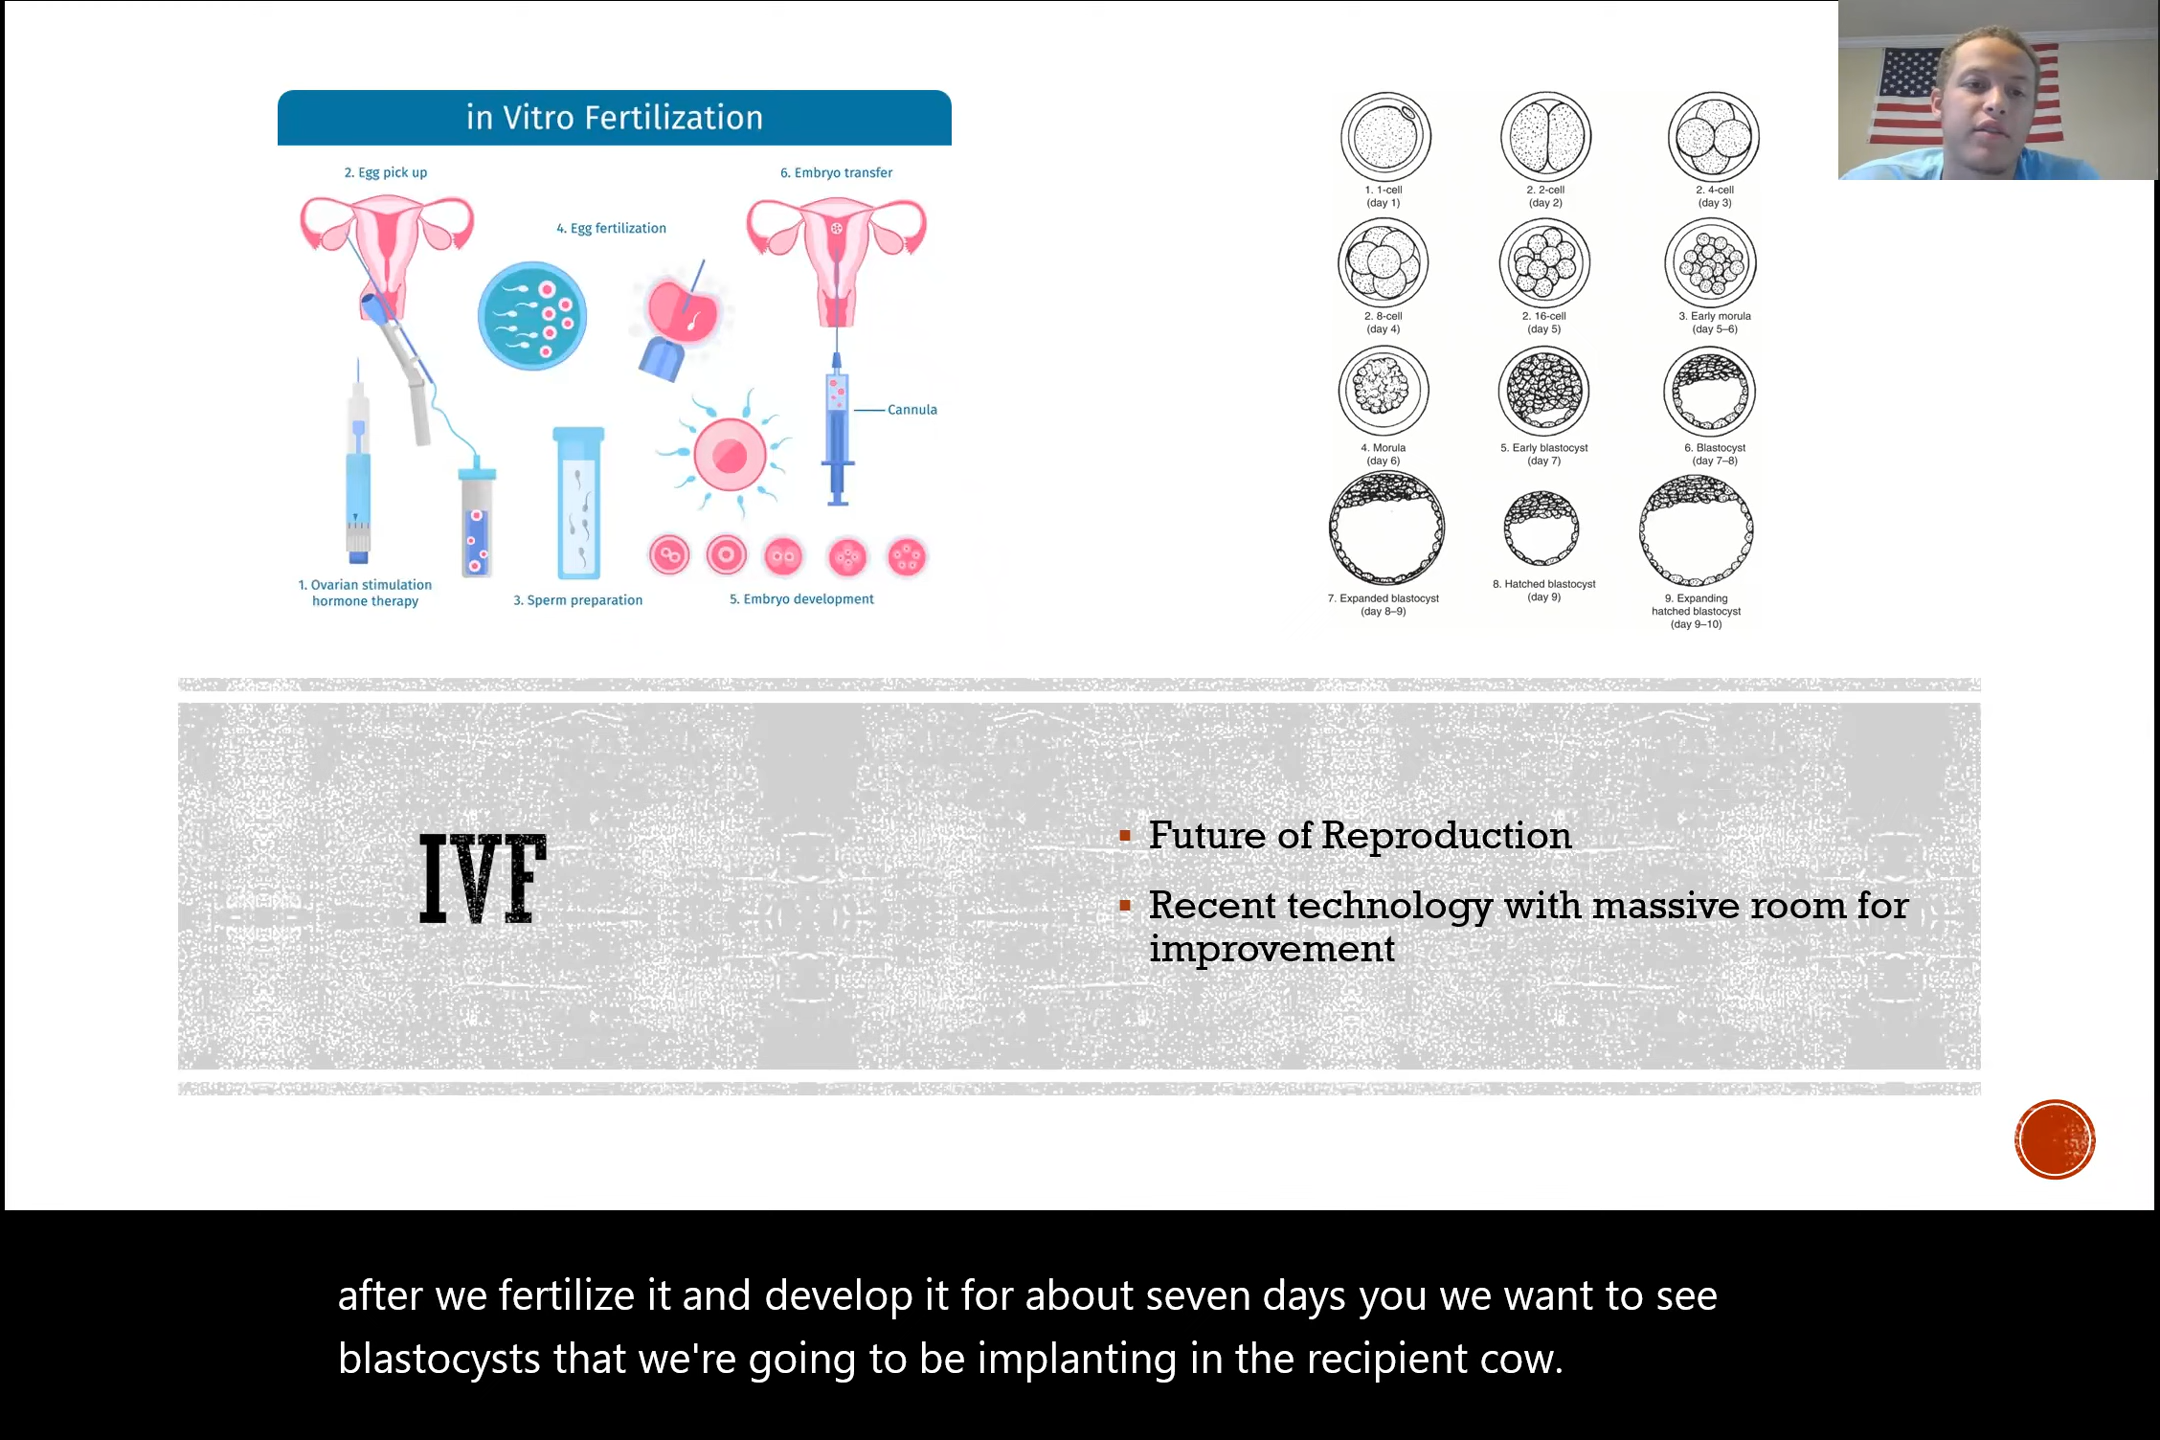 in Vitro Fertilization
2. Egg pick up
6. Embryo transfer
4. Egg fertilization
Cannula
1. Ovarian stimulation
hormone therapy
3. Sperm preparation
5. Embryo development
1. 1-cell
(day 1)
2. 2-cell
(day 2)
2. 4-cell
(day 3)
2. 8-cell
(day 4)
2. 16-cell
(day 5)
3. Early morula
(day 5–6)
4. Morula
(day 6)
5. Early blastocyst
(day 7)
6. Blastocyst
(day 7–8)
7. Expanded blastocyst
(day 8–9)
8. Hatched blastocyst
(day 9)
9. Expanding
hatched blastocyst
(day 9–10)
IVF
Future of Reproduction
Recent technology with massive room for
improvement
after we fertilize it and develop it for about seven days you we want to see
blastocysts that we're going to be implanting in the recipient cow.